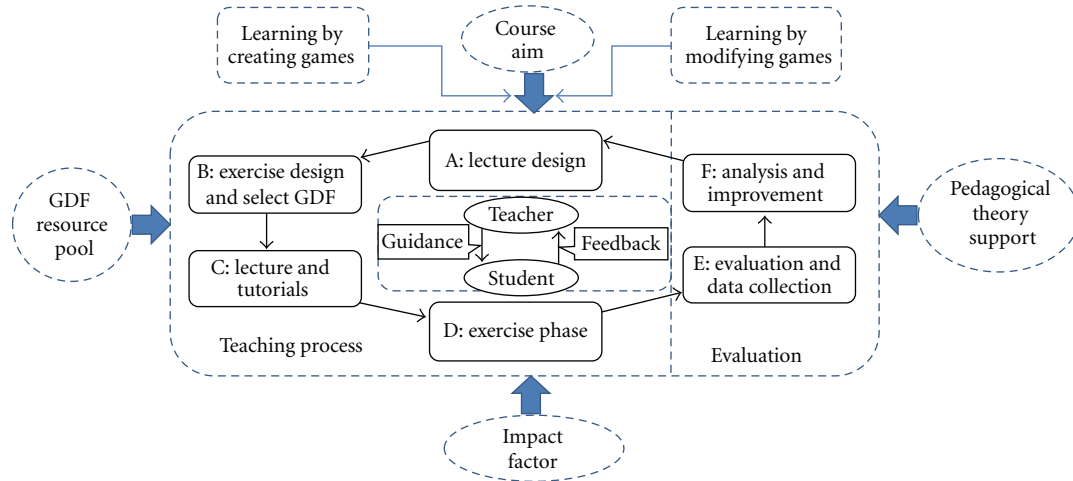 Learning by
creating games
Course
aim
Learning by
modifying games
A: lecture design
B: exercise design
and select GDF
F: analysis and
improvement
GDF
resource
pool
Teacher
Pedagogical
theory
support
Guidance
Feedback
C: lecture and
tutorials
Student
E: evaluation and
data collection
D: exercise phase
Teaching process
Evaluation
Impact
factor